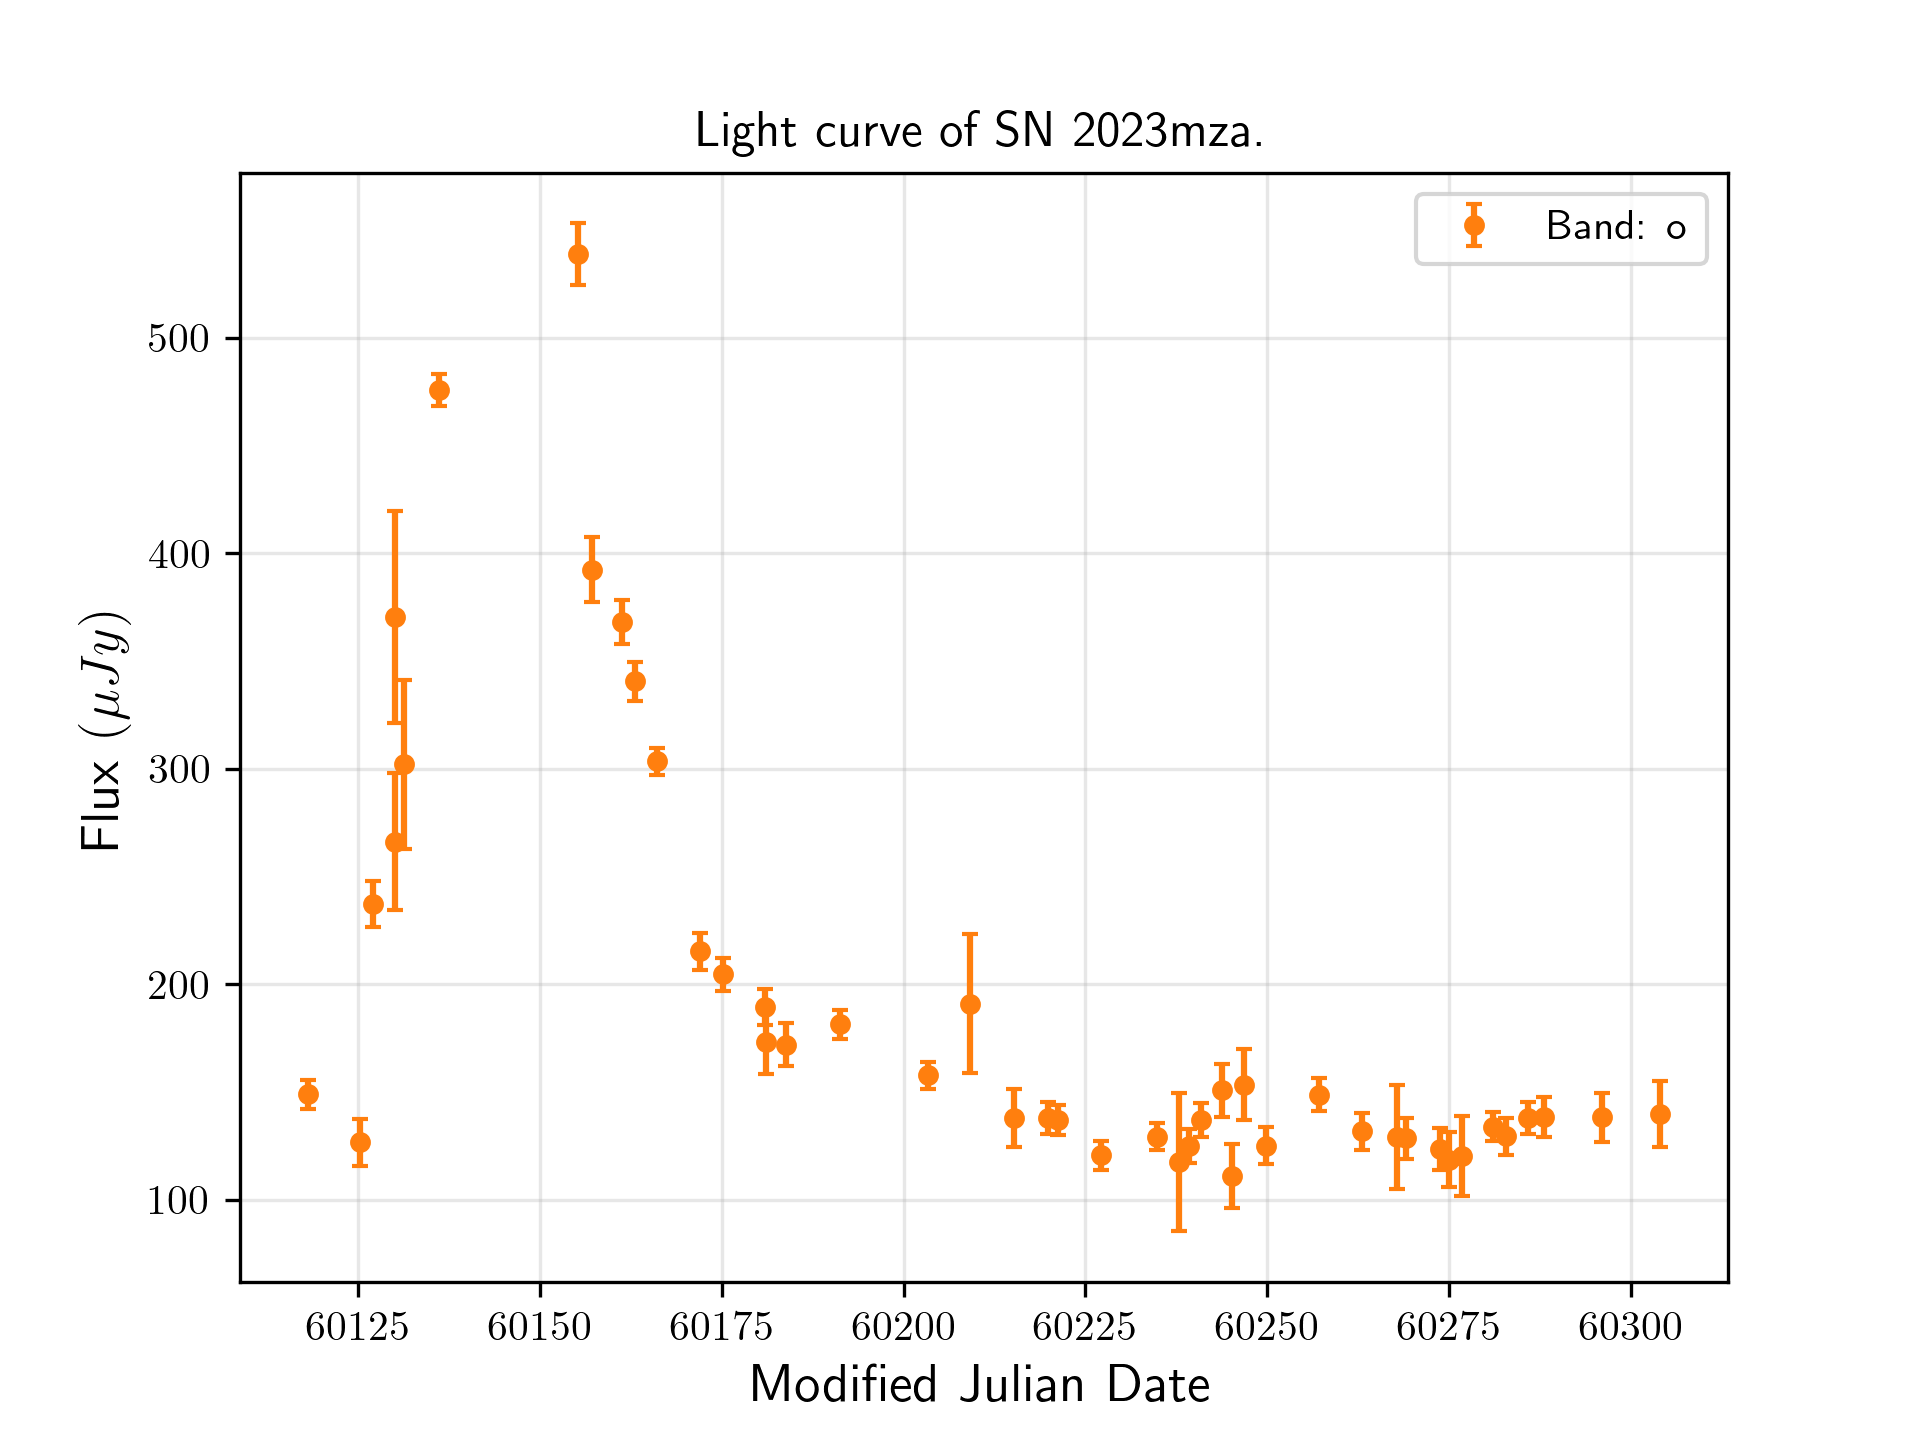 Light curve of SN 2023mza.
Band: o
500
400
300
200
100
Flux (μJy)
60125 60150 60175 60200 60225 60250 60275 60300
Modified Julian Date